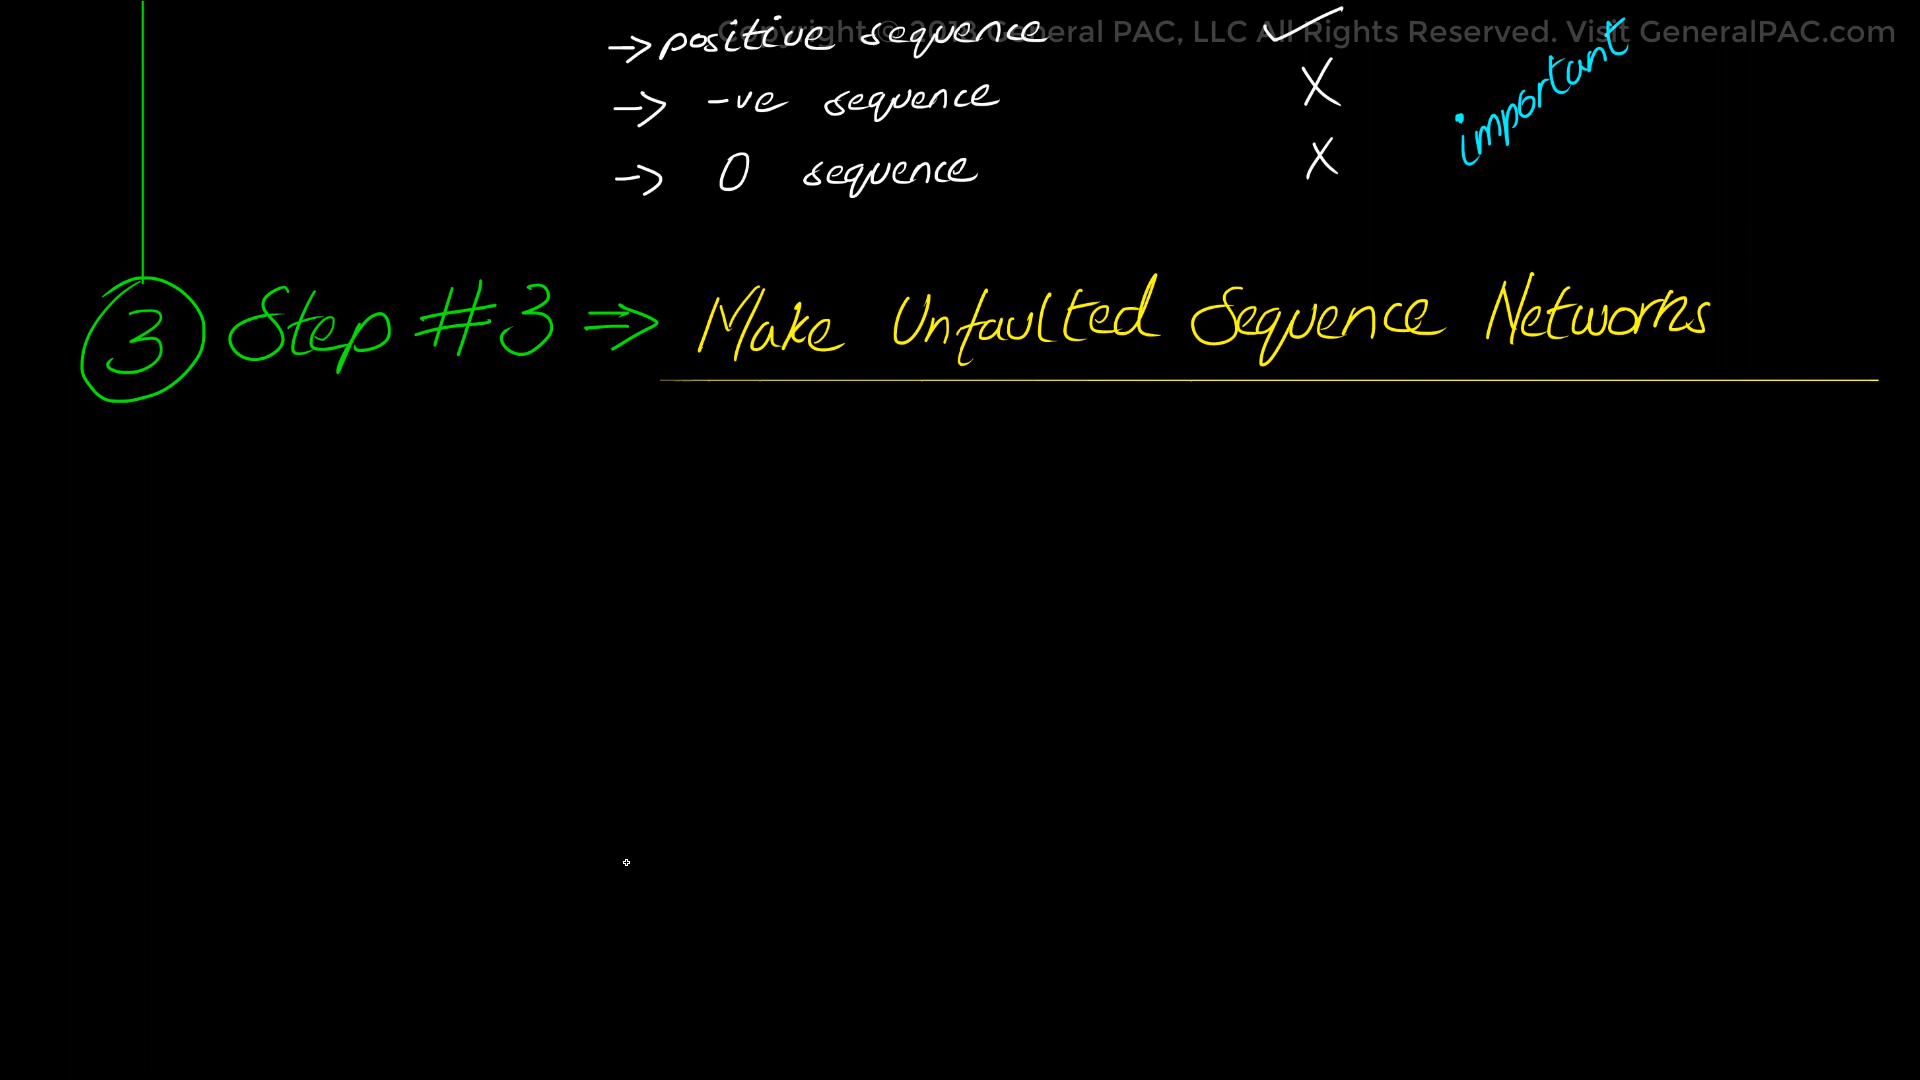 Copyright © 2018 General PAC, LLC All Rights Reserved. Visit GeneralPAC.com
→ positive sequence ✓
→ -ve sequence X
→ 0 sequence X
important
3 Step #3 ⇒ Make Unfaulted Sequence Networks